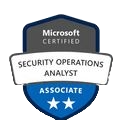 Microsoft
CERTIFIED
SECURITY OPERATIONS
ANALYST
ASSOCIATE